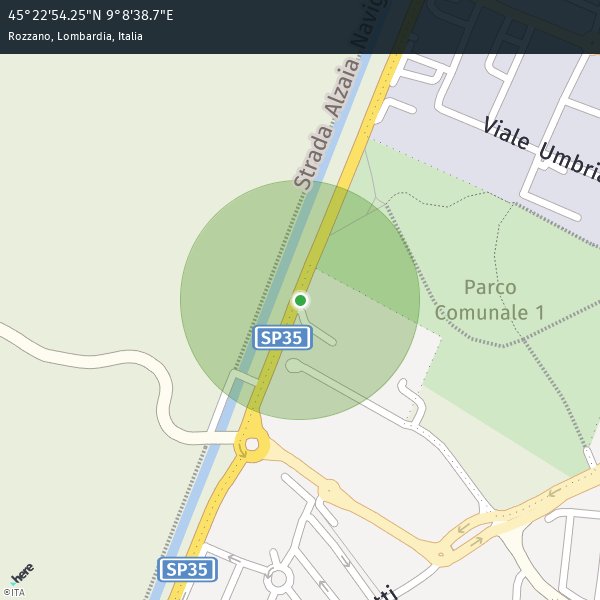 45°22'54.25"N 9°8'38.7"E
Rozzano, Lombardia, Italia
Strada Alzaia Navig
Viale Umbria
Parco
Comunale 1
SP35
SP35
tti
here
©ITA